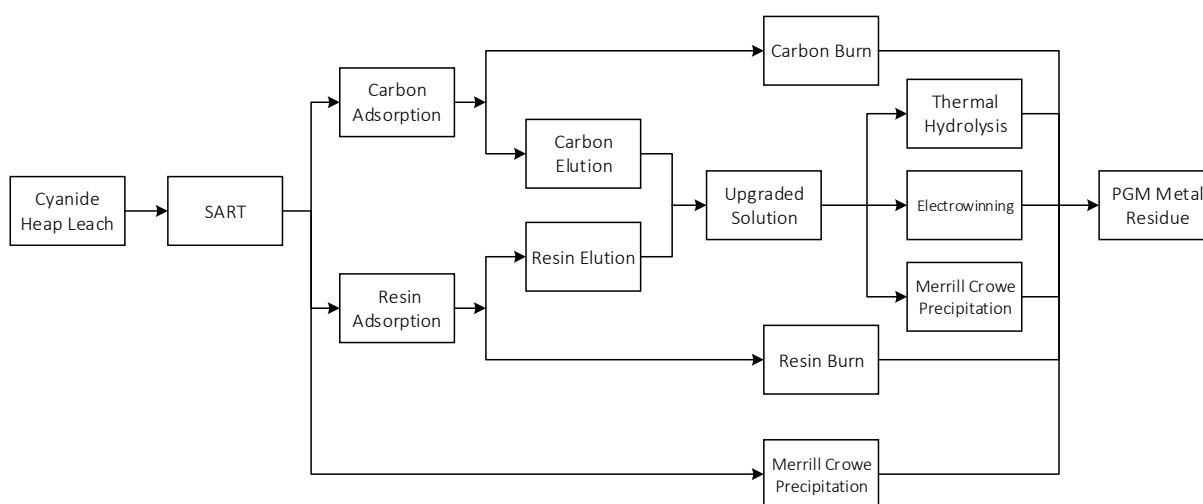 Carbon Burn
Carbon
Adsorption
Thermal
Hydrolysis
Carbon
Elution
Cyanide
Heap Leach
SART
Upgraded
Solution
Electrowinning
PGM Metal
Residue
Resin Elution
Resin
Adsorption
Merrill Crowe
Precipitation
Resin Burn
Merrill Crowe
Precipitation